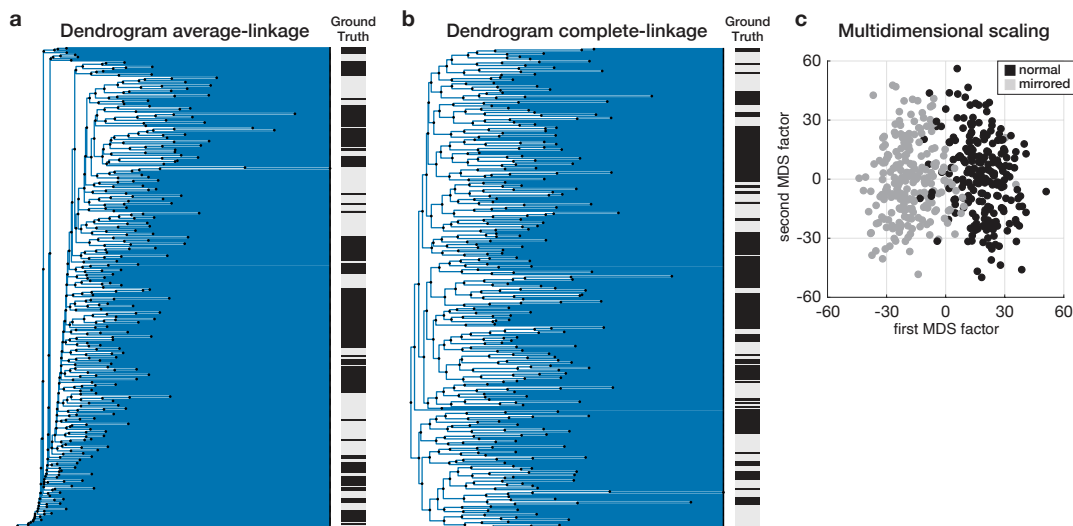 a
Dendrogram average-linkage
Ground
Truth
b
Dendrogram complete-linkage
Ground
Truth
c
Multidimensional scaling
normal
mirrored
60
30
0
-30
-60
second MDS factor
-60
-30
0
30
60
first MDS factor